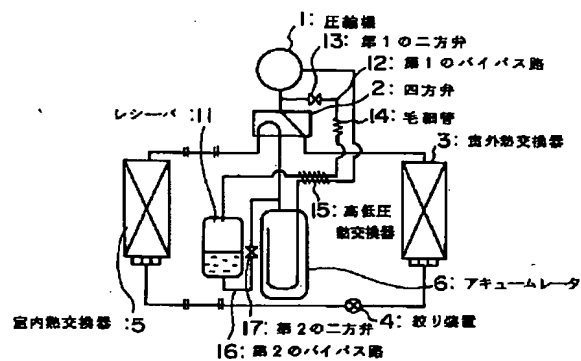 1: 圧縮機
13: 第1の二方弁
12: 第1のバイパス路
2: 四方弁
レシーバ :11
14: 毛細管
3: 室外熱交換器
15: 高低圧
熱交換器
6: アキュームレータ
室内熱交換器 :5
17: 第2の二方弁
4: 絞り装置
16: 第2のバイパス路